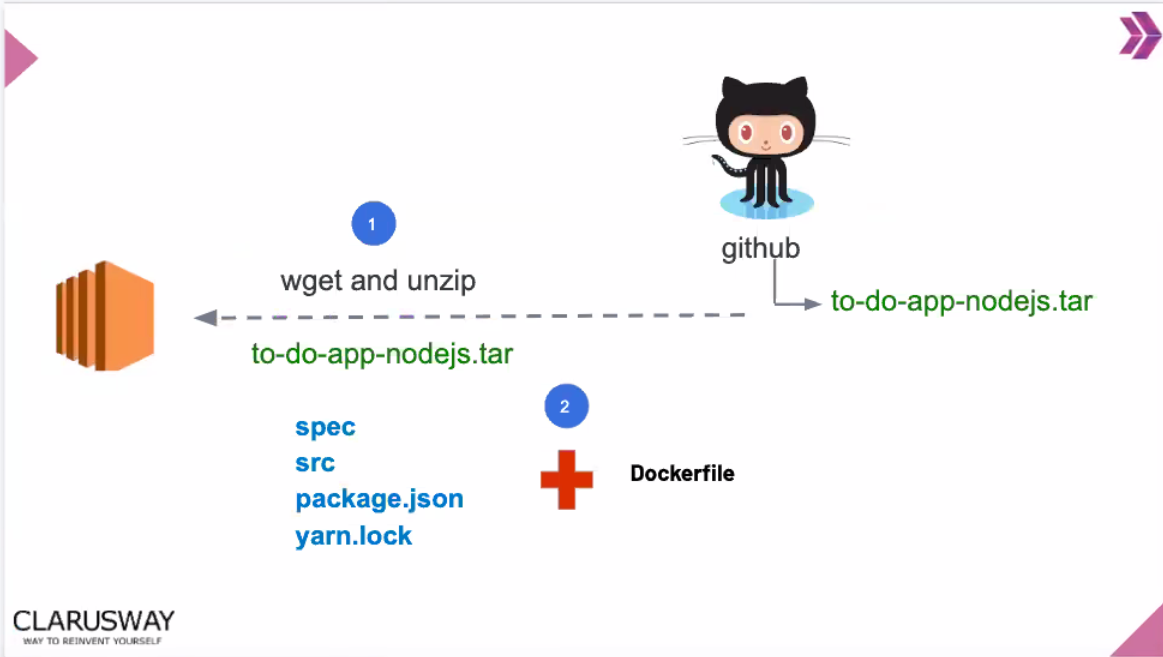 1
wget and unzip
github
to-do-app-nodejs.tar
to-do-app-nodejs.tar
2
spec
src
package.json
yarn.lock
Dockerfile
CLARUSWAY
WAY TO REINVENT YOURSELF